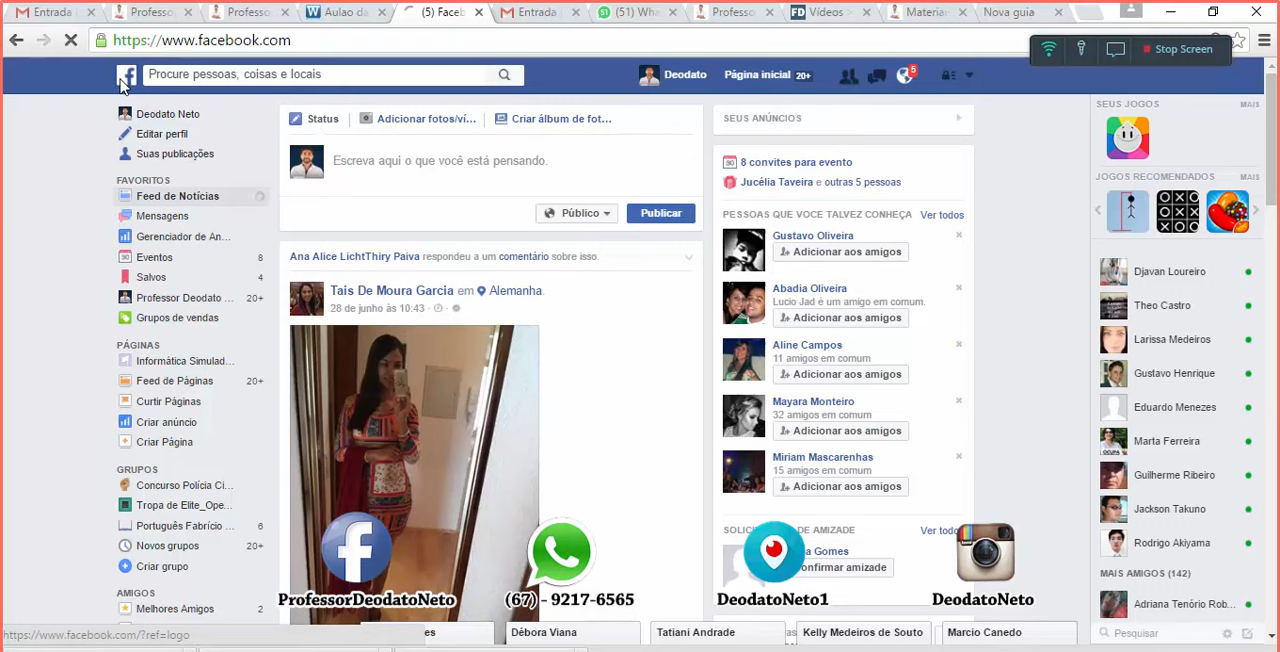 Entrada
Professor
Professor
Aulao da
(5) Faceb
Entrada
(51) Wha
Professor
Vídeos >
Materiar
Nova guia
https://www.facebook.com
Stop Screen
Procure pessoas, coisas e locais
Deodato
Página inicial 20+
5
Deodato Neto
Editar perfil
Suas publicações
FAVORITOS
Feed de Notícias
Mensagens
Gerenciador de An...
Eventos 8
Salvos 4
Professor Deodato ... 20+
Grupos de vendas
PÁGINAS
Informática Simulad...
Feed de Páginas 20+
Curtir Páginas
Criar anúncio
Criar Página
GRUPOS
Concurso Polícia Ci...
Tropa de Elite_Ope...
Português Fabrício ... 6
Novos grupos 20+
Criar grupo
AMIGOS
Melhores Amigos 2
https://www.facebook.com/?ref=logo
Status
Adicionar fotos/ví...
Criar álbum de fot...
Escreva aqui o que você está pensando.
Público
Publicar
Ana Alice LichtThiry Paiva respondeu a um comentário sobre isso.
Tais De Moura Garcia em Alemanha.
28 de junho às 10:43
SEUS ANÚNCIOS
8 convites para evento
Jucélia Taveira e outras 5 pessoas
PESSOAS QUE VOCÊ TALVEZ CONHEÇA Ver todos
Gustavo Oliveira
Adicionar aos amigos
Abadia Oliveira
Lucio Jad é um amigo em comum.
Adicionar aos amigos
Aline Campos
11 amigos em comum
Adicionar aos amigos
Mayara Monteiro
32 amigos em comum
Adicionar aos amigos
Miriam Mascarenhas
15 amigos em comum
Adicionar aos amigos
DE AMIZADE
Gomes
onfirmar amizade
SEUS JOGOS MAIS
JOGOS RECOMENDADOS MAIS
Djavan Loureiro
Theo Castro
Larissa Medeiros
Gustavo Henrique
Eduardo Menezes
Marta Ferreira
Guilherme Ribeiro
Jackson Takuno
Rodrigo Akiyama
MAIS AMIGOS (142)
Adriana Tenório Rob...
Pesquisar
ProfessorDeodatoNeto
(67) - 9217-6565
DeodatoNeto1
DeodatoNeto
Débora Viana
Tatiani Andrade
Kelly Medeiros de Souto
Marcio Canedo